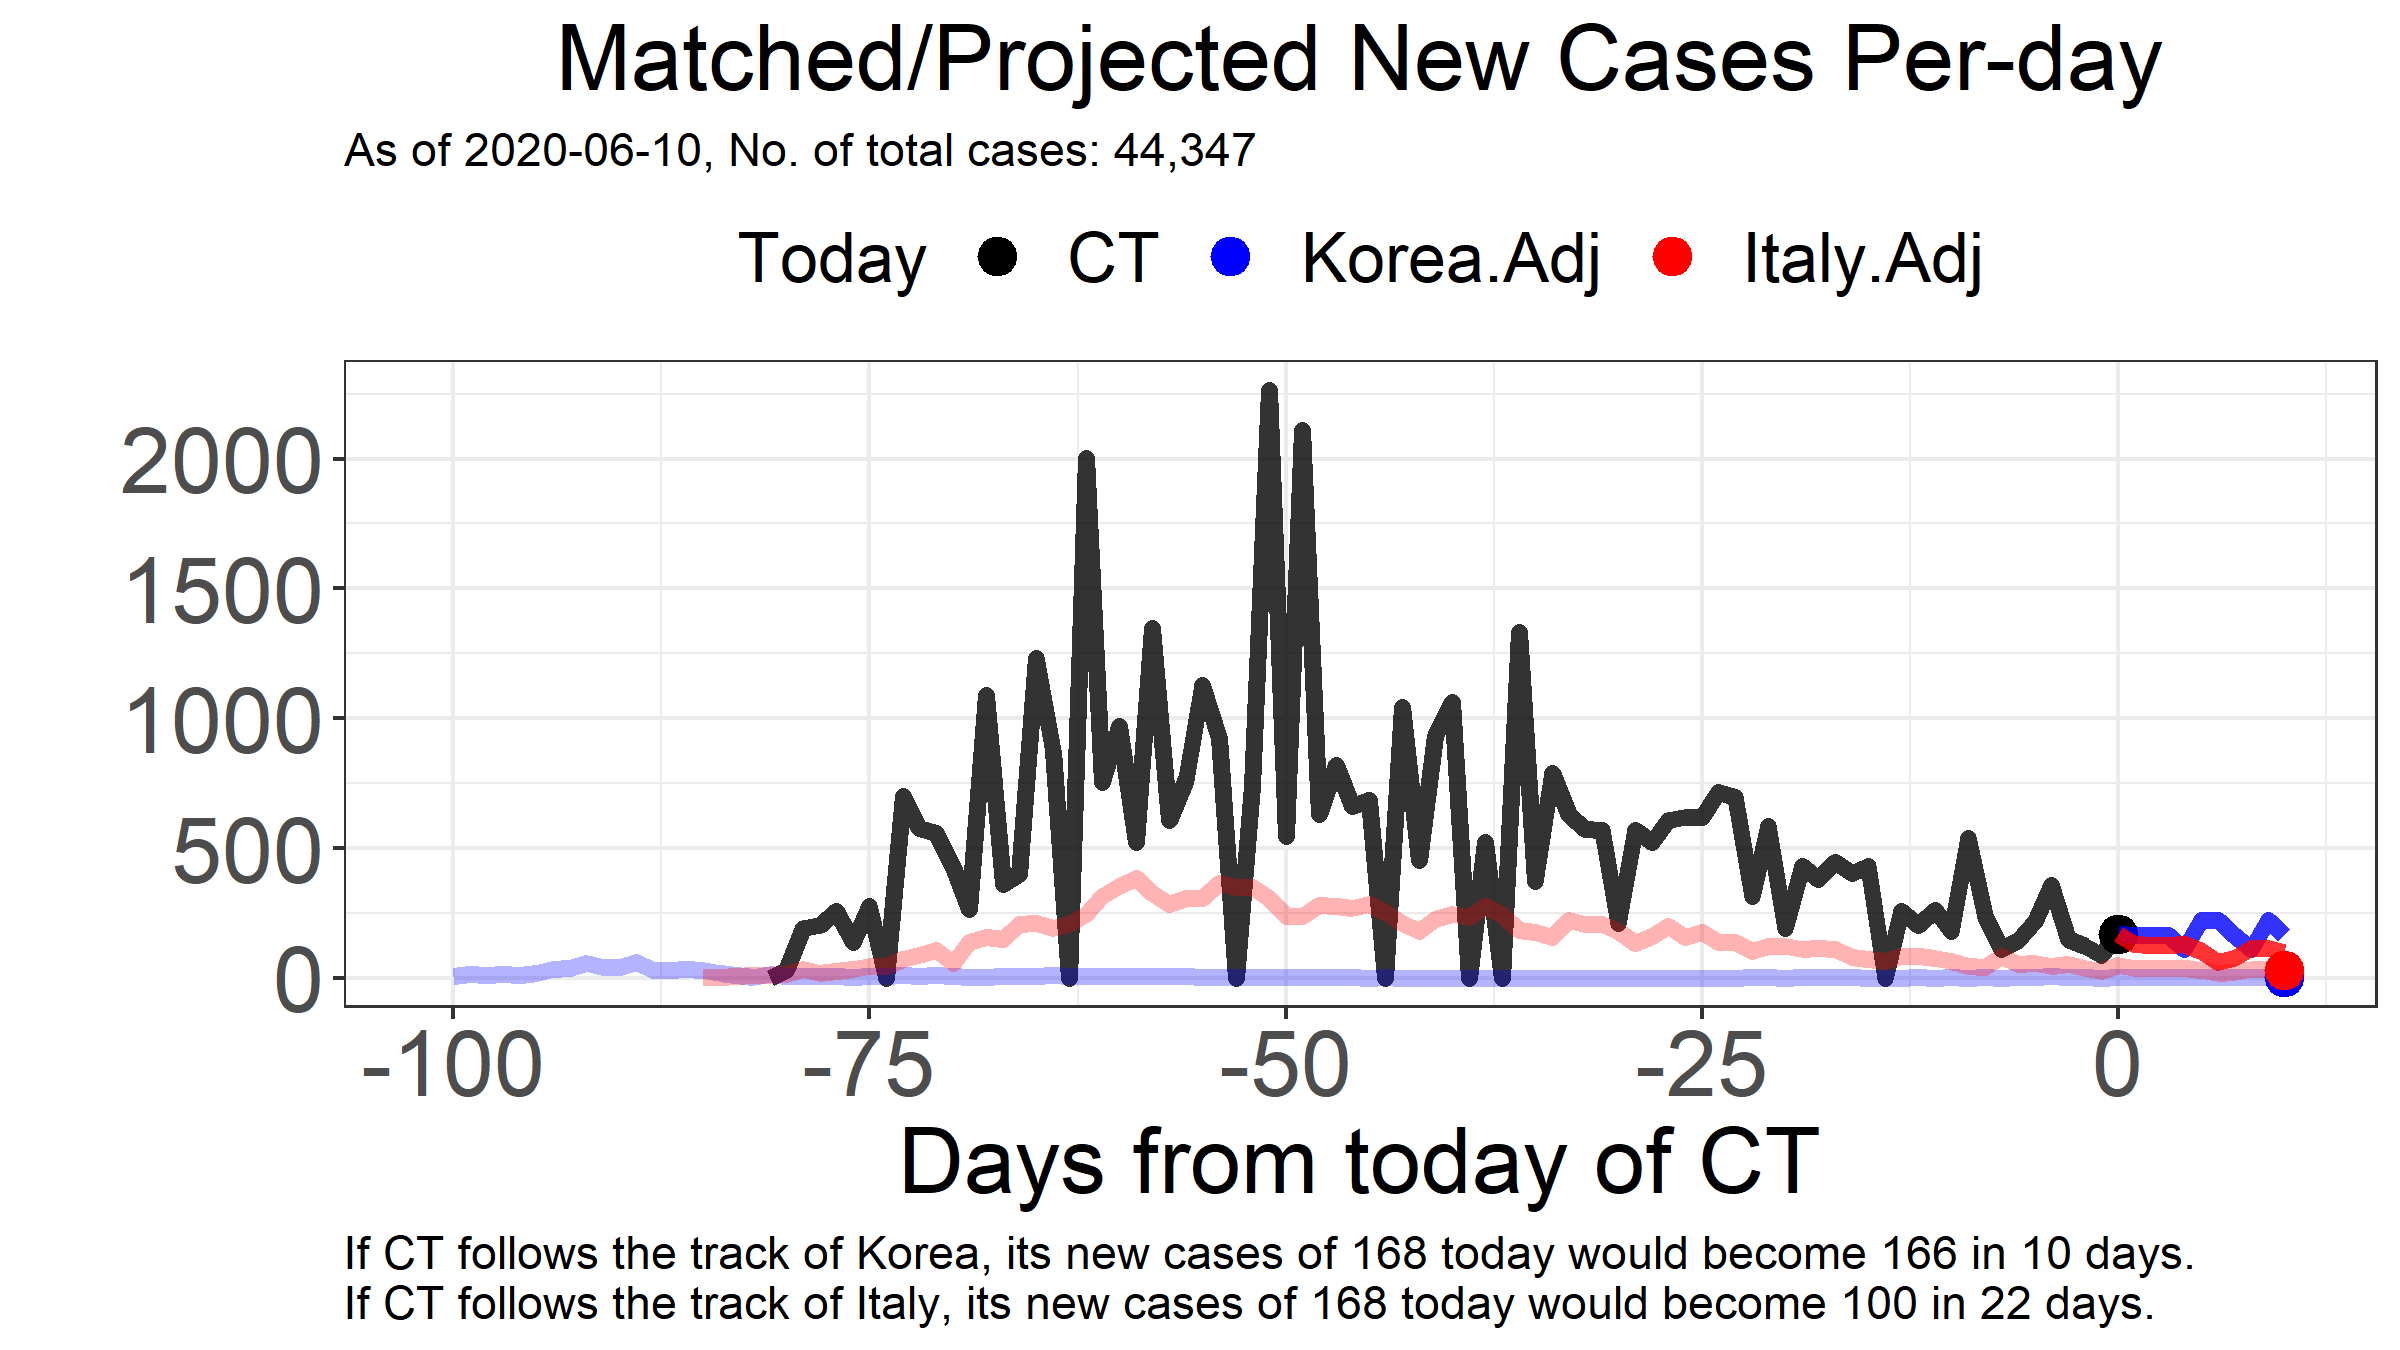 Matched/Projected New Cases Per-day
As of 2020-06-10, No. of total cases: 44,347
Today CT Korea.Adj Italy.Adj
2000
1500
1000
500
0
-100 -75 -50 -25 0
Days from today of CT
If CT follows the track of Korea, its new cases of 168 today would become 166 in 10 days.
If CT follows the track of Italy, its new cases of 168 today would become 100 in 22 days.